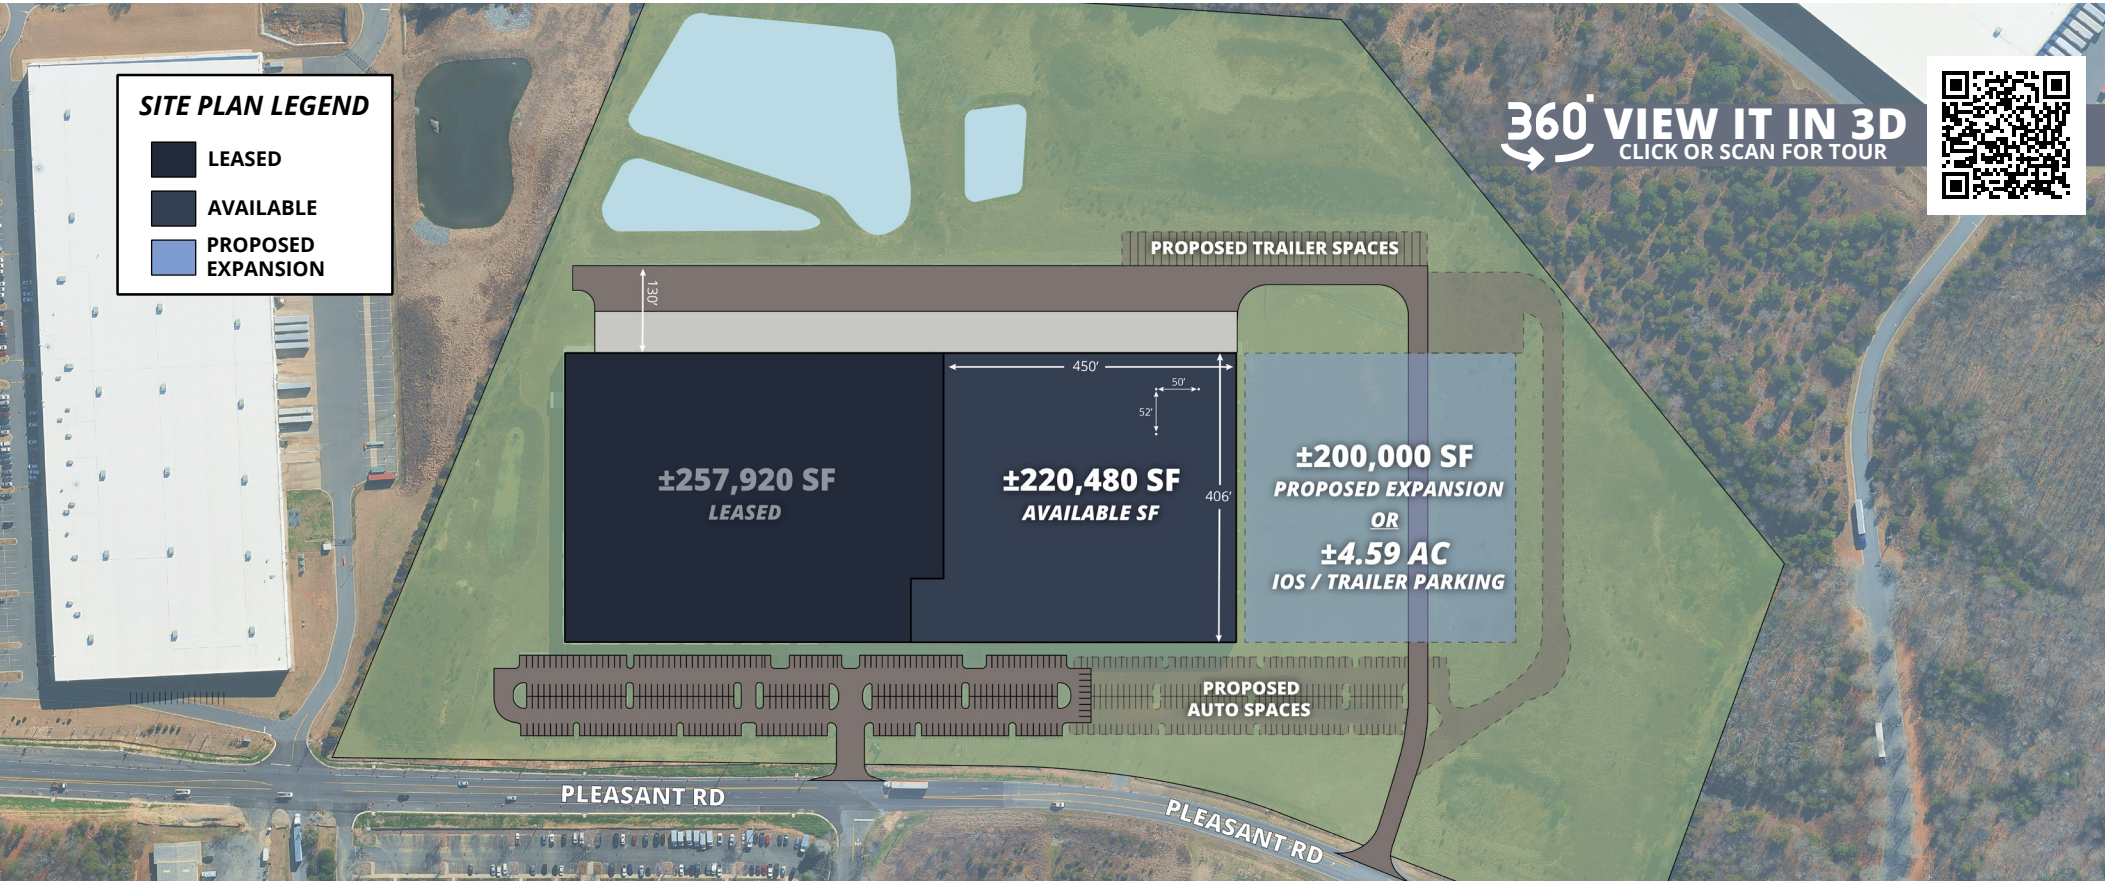 SITE PLAN LEGEND
LEASED
AVAILABLE
PROPOSED
EXPANSION
360°
VIEW IT IN 3D
CLICK OR SCAN FOR TOUR
PROPOSED TRAILER SPACES
130'
450'
50'
52'
406'
±257,920 SF
LEASED
±220,480 SF
AVAILABLE SF
±200,000 SF
PROPOSED EXPANSION
OR
±4.59 AC
IOS / TRAILER PARKING
PROPOSED
AUTO SPACES
PLEASANT RD
PLEASANT RD